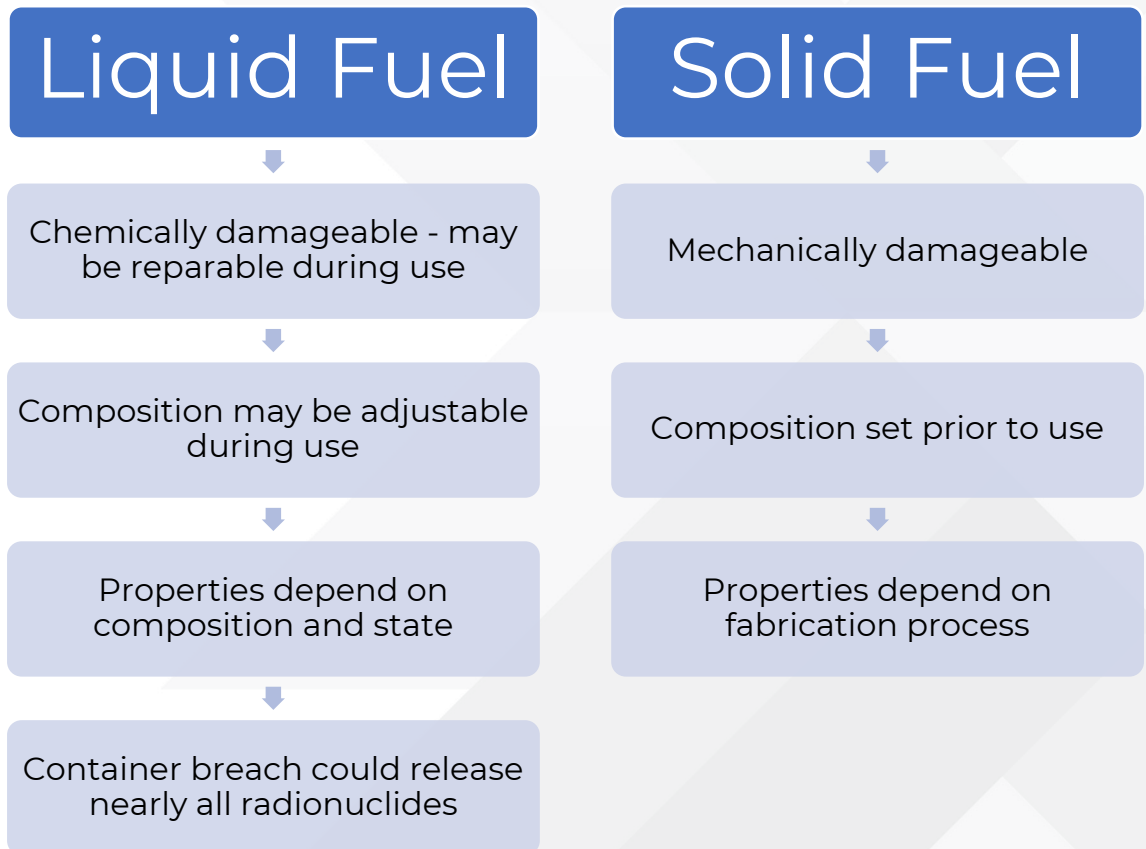 Liquid Fuel
Chemically damageable - may
be reparable during use
Composition may be adjustable
during use
Properties depend on
composition and state
Container breach could release
nearly all radionuclides
Solid Fuel
Mechanically damageable
Composition set prior to use
Properties depend on
fabrication process